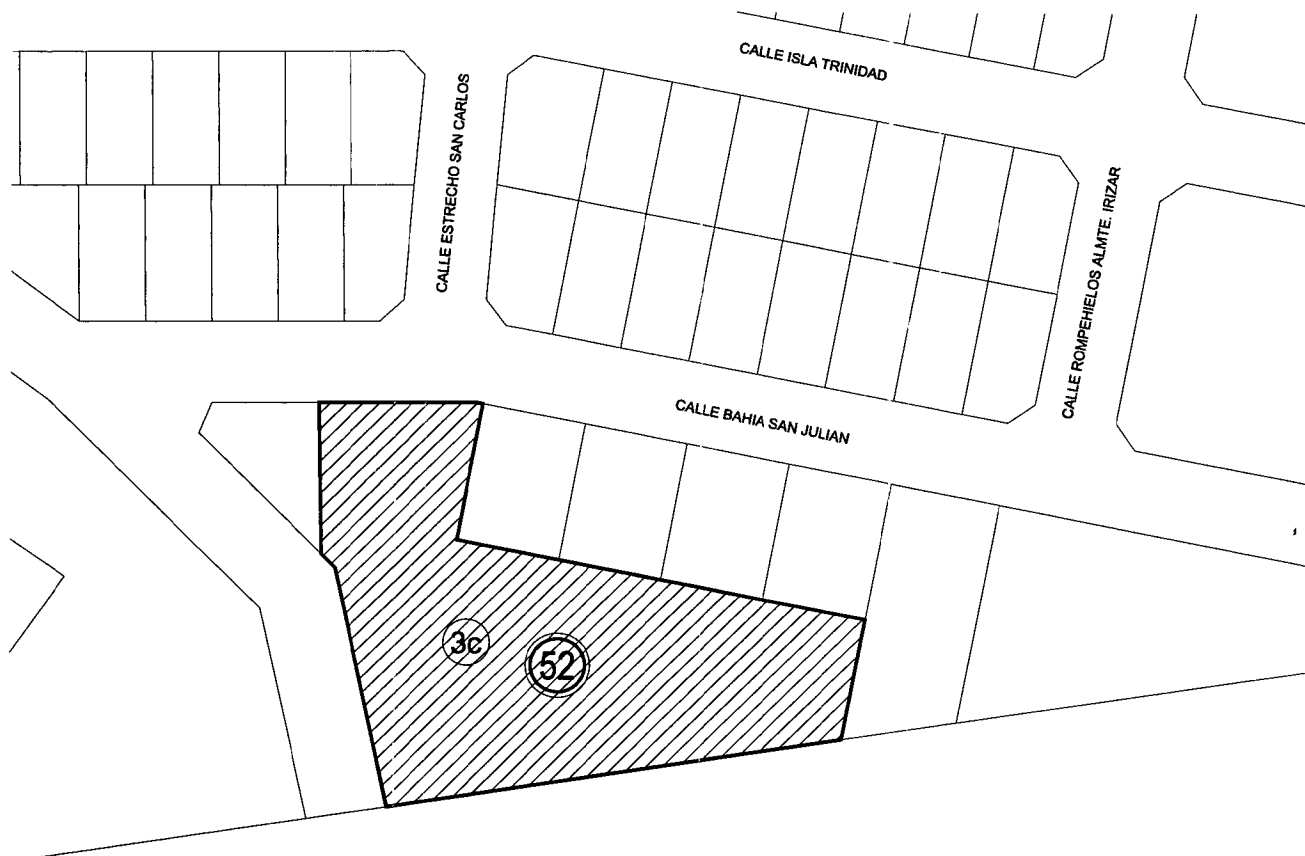 CALLE ISLA TRINIDAD
CALLE ESTRECHO SAN CARLOS
CALLE ROMPEHIELOS ALMTE. IRIZAR
CALLE BAHIA SAN JULIAN
3c
52